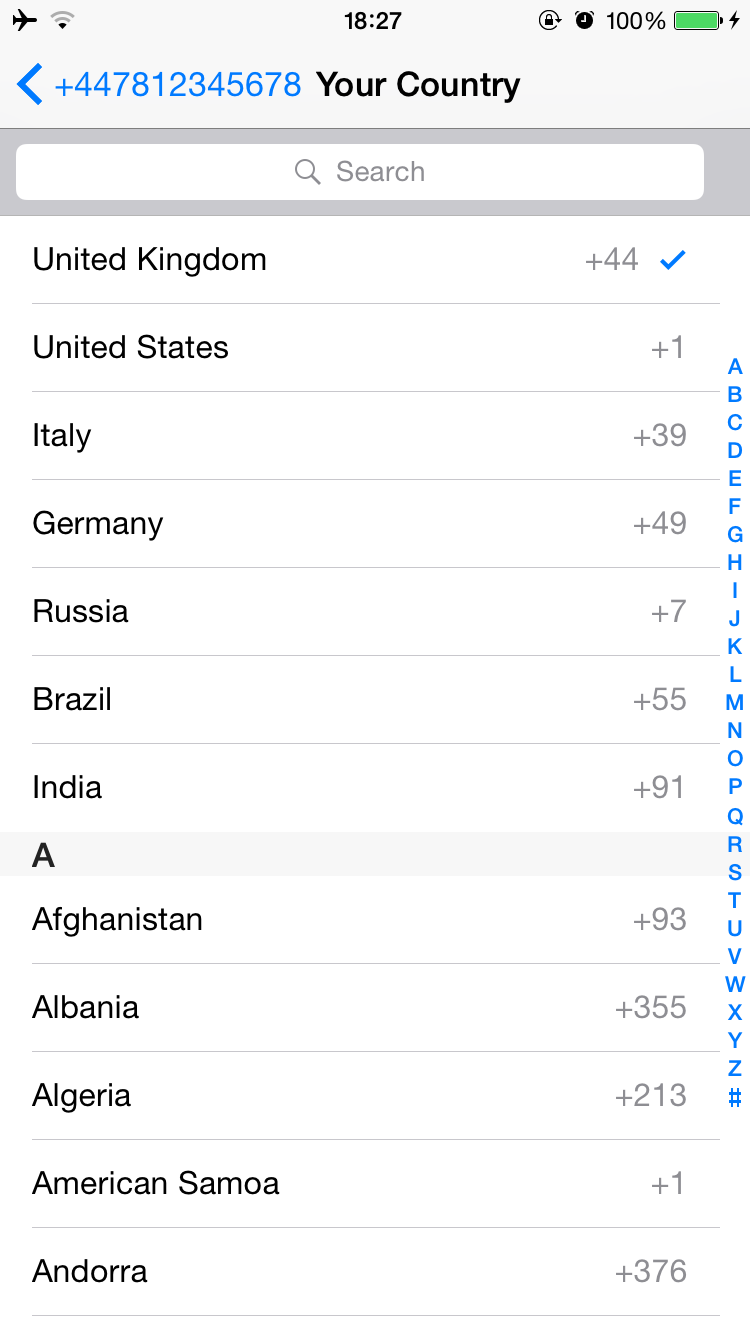 18:27 100%
+447812345678 Your Country
Search
United Kingdom +44
United States +1
Italy +39
Germany +49
Russia +7
Brazil +55
India +91
A
Afghanistan +93
Albania +355
Algeria +213
American Samoa +1
Andorra +376
A
B
C
D
E
F
G
H
I
J
K
L
M
N
O
P
Q
R
S
T
U
V
W
X
Y
Z
#